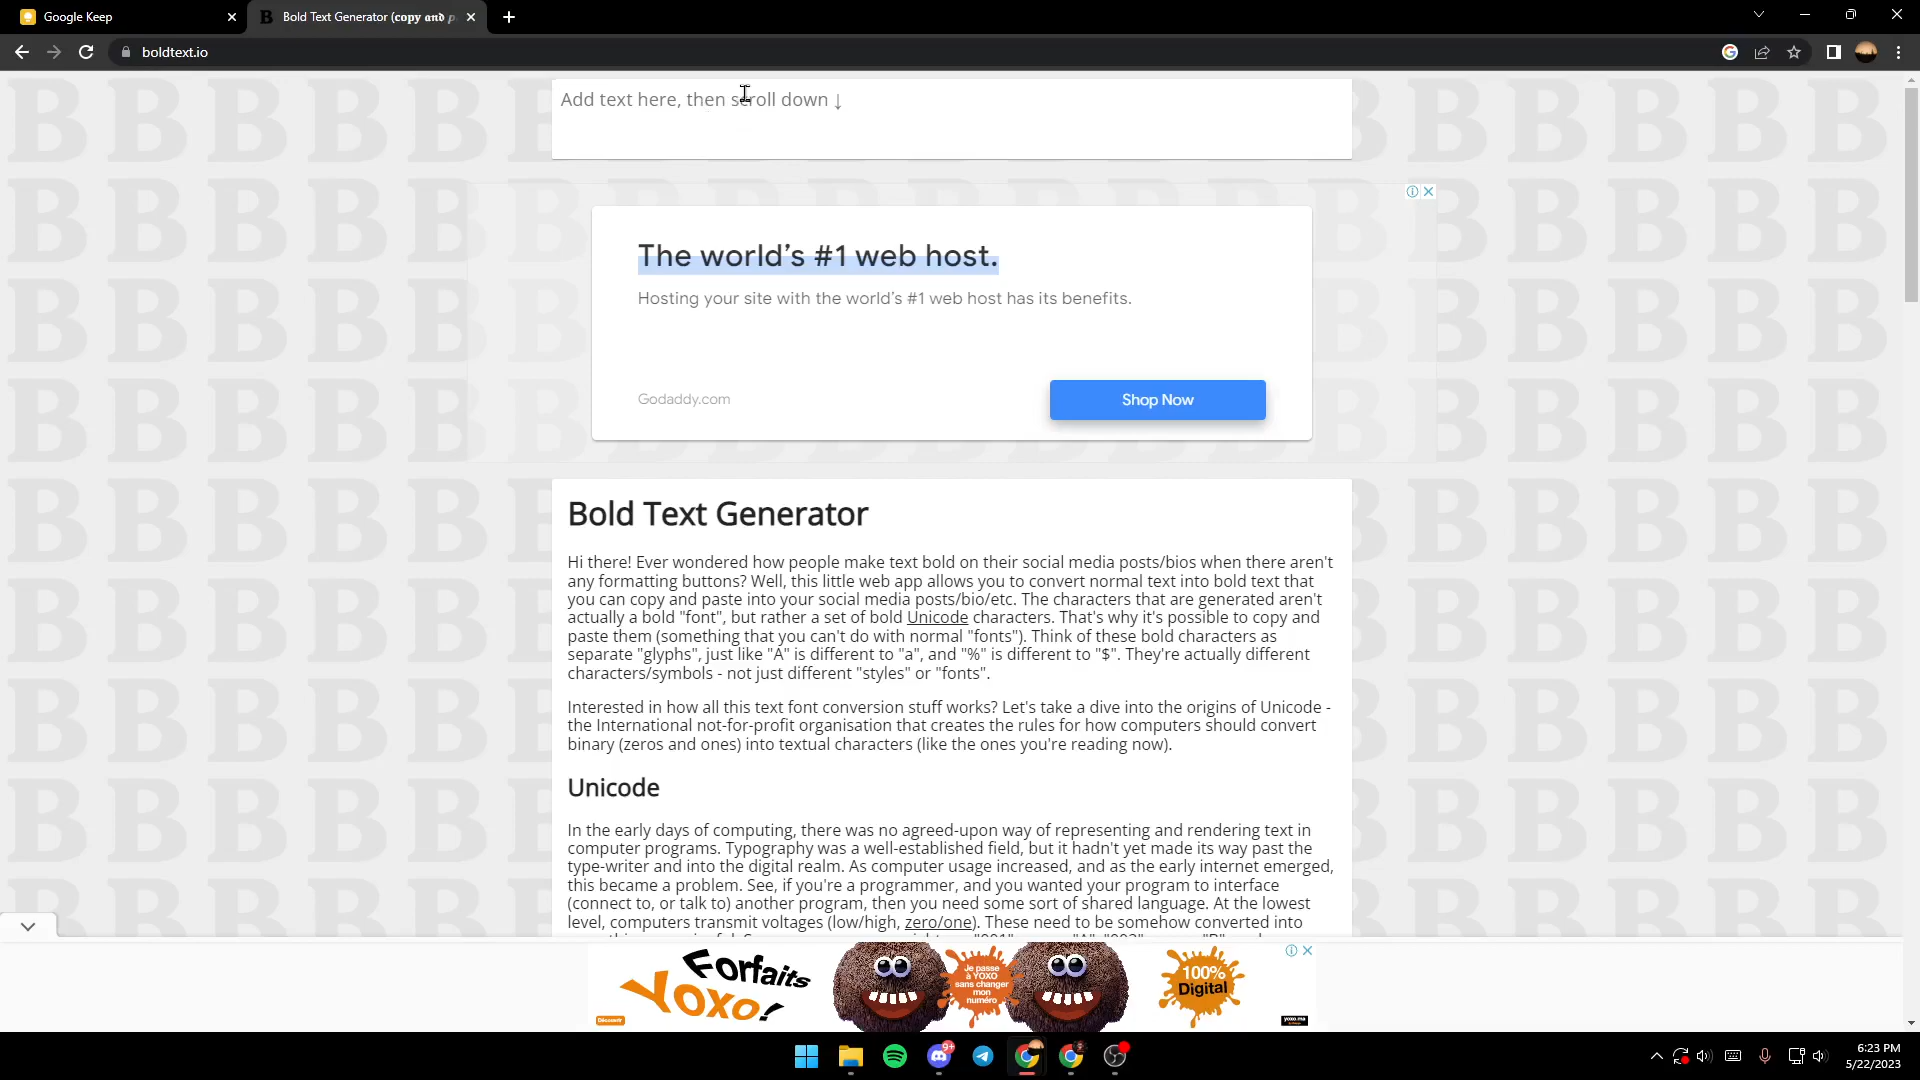 Google Keep
Bold Text Generator (𝐜𝐨𝐩𝐲 𝖆𝖓𝖉 𝒑
boldtext.io
Add text here, then scroll down ↓
The world's #1 web host.
Hosting your site with the world's #1 web host has its benefits.
Godaddy.com
Shop Now
Bold Text Generator
Hi there! Ever wondered how people make text bold on their social media posts/bios when there aren't
any formatting buttons? Well, this little web app allows you to convert normal text into bold text that
you can copy and paste into your social media posts/bio/etc. The characters that are generated aren't
actually a bold "font", but rather a set of bold Unicode characters. That's why it's possible to copy and
paste them (something that you can't do with normal "fonts"). Think of these bold characters as
separate "glyphs", just like "A" is different to "a", and "%" is different to "$". They're actually different
characters/symbols - not just different "styles" or "fonts".
Interested in how all this text font conversion stuff works? Let's take a dive into the origins of Unicode -
the International not-for-profit organisation that creates the rules for how computers should convert
binary (zeros and ones) into textual characters (like the ones you're reading now).
Unicode
In the early days of computing, there was no agreed-upon way of representing and rendering text in
computer programs. Typography was a well-established field, but it hadn't yet made its way past the
type-writer and into the digital realm. As computer usage increased, and as the early internet emerged,
this became a problem. See, if you're a programmer, and you wanted your program to interface
(connect to, or talk to) another program, then you need some sort of shared language. At the lowest
level, computers transmit voltages (low/high, zero/one). These need to be somehow converted into
Forfaits
YOXO!
Découvrir
Je passe
à YOXO
sans changer
mon
numéro
100%
Digital
yoxo.ma
9+
6:23 PM
5/22/2023